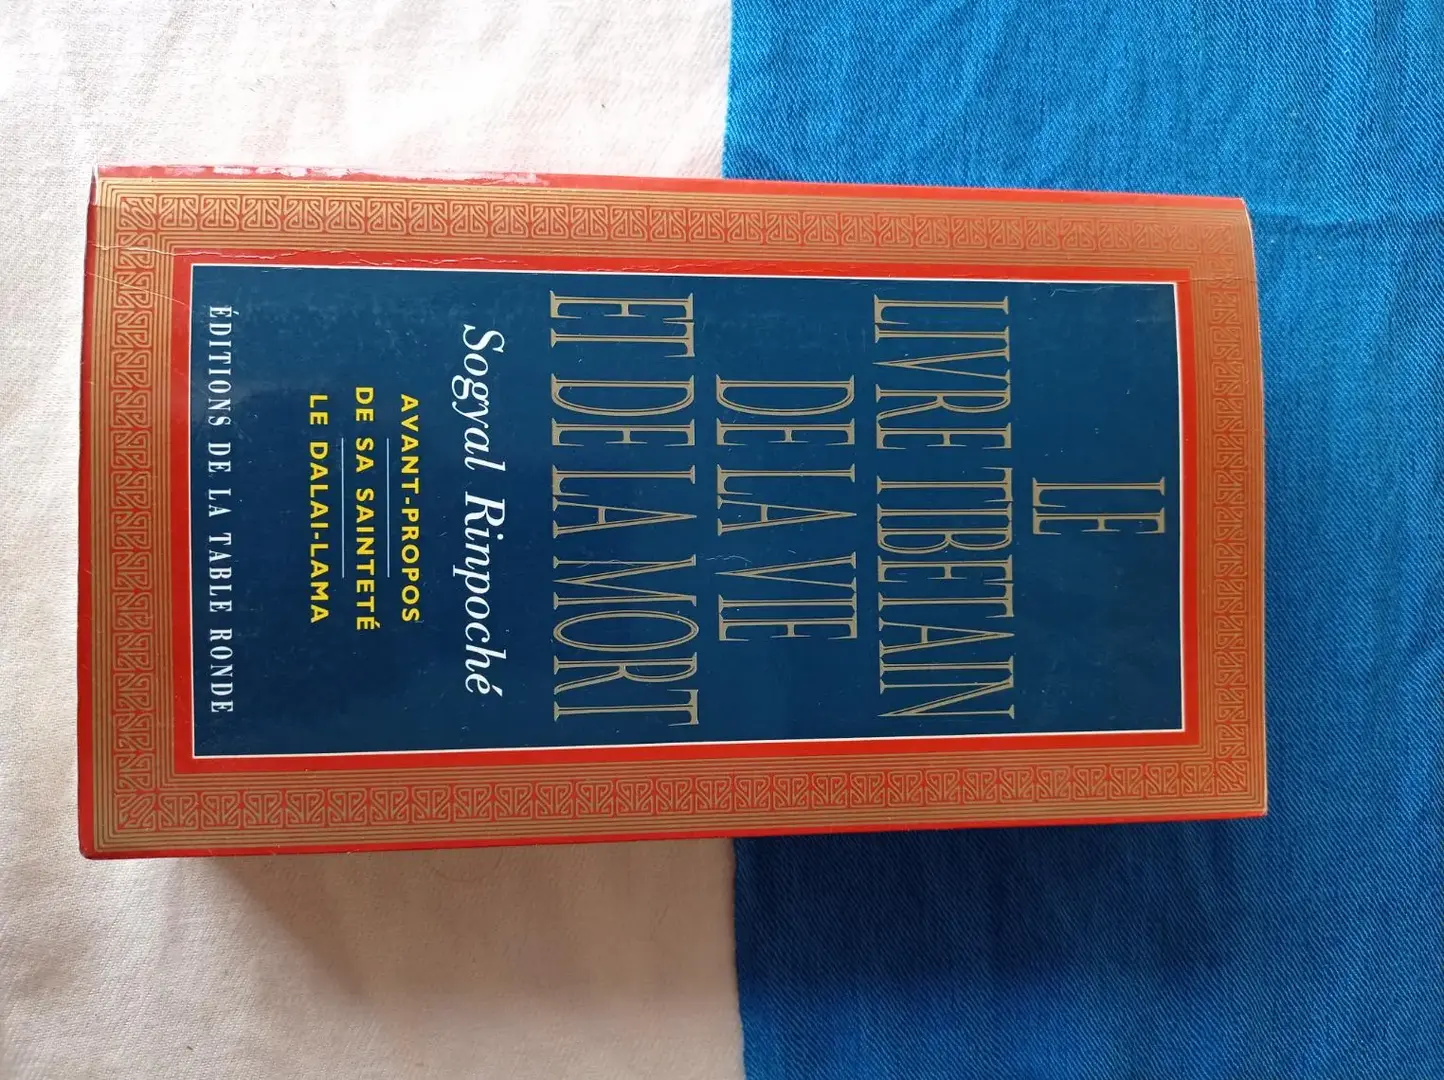 LE
LIVRE TIBETAIN
DE LA VIE
ET DE LA MORT
Sogyal Rinpoché
AVANT-PROPOS
DE SA SAINTETÉ
LE DALAI-LAMA
ÉDITIONS DE LA TABLE RONDE